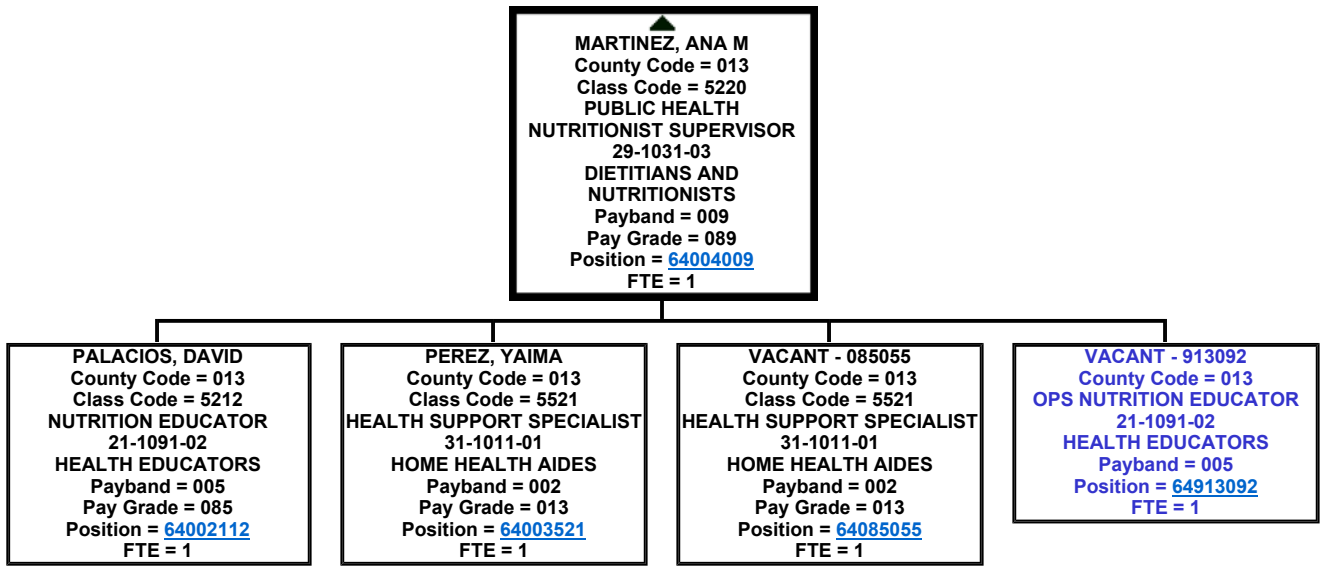 MARTINEZ, ANA M
County Code = 013
Class Code = 5220
PUBLIC HEALTH
NUTRITIONIST SUPERVISOR
29-1031-03
DIETITIANS AND
NUTRITIONISTS
Payband = 009
Pay Grade = 089
Position = 64004009
FTE = 1
PALACIOS, DAVID
County Code = 013
Class Code = 5212
NUTRITION EDUCATOR
21-1091-02
HEALTH EDUCATORS
Payband = 005
Pay Grade = 085
Position = 64002112
FTE = 1
PEREZ, YAIMA
County Code = 013
Class Code = 5521
HEALTH SUPPORT SPECIALIST
31-1011-01
HOME HEALTH AIDES
Payband = 002
Pay Grade = 013
Position = 64003521
FTE = 1
VACANT - 085055
County Code = 013
Class Code = 5521
HEALTH SUPPORT SPECIALIST
31-1011-01
HOME HEALTH AIDES
Payband = 002
Pay Grade = 013
Position = 64085055
FTE = 1
VACANT - 913092
County Code = 013
OPS NUTRITION EDUCATOR
21-1091-02
HEALTH EDUCATORS
Payband = 005
Position = 64913092
FTE = 1